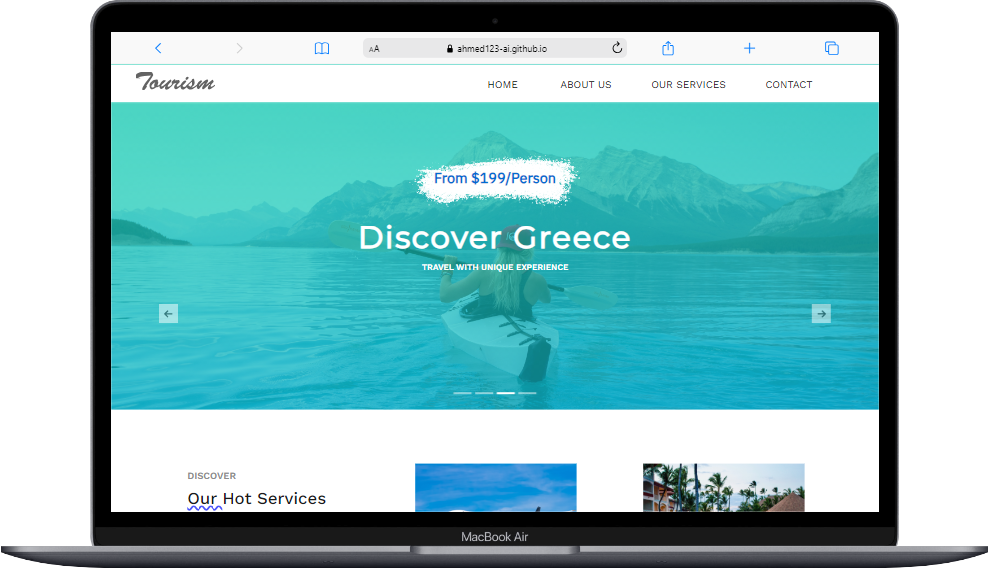 AA ahmed123-ai.github.io
Tourism HOME ABOUT US OUR SERVICES CONTACT
From $199/Person
Discover Greece
TRAVEL WITH UNIQUE EXPERIENCE
DISCOVER
Our Hot Services
MacBook Air